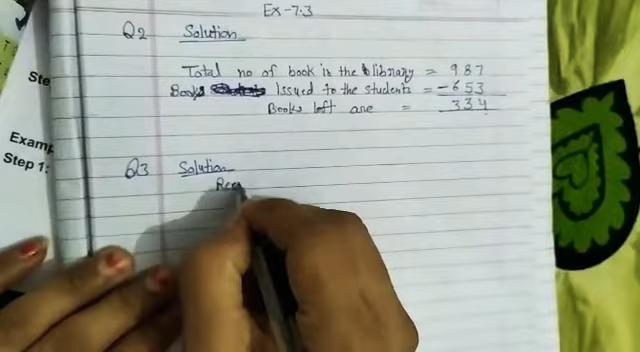 Ex-7.3
Q2 Solution
Total no of book in the library = 987
Books Issued to the students = -653
Books left are = 334
Q3 Solution
Ste
Examp
Step 1: